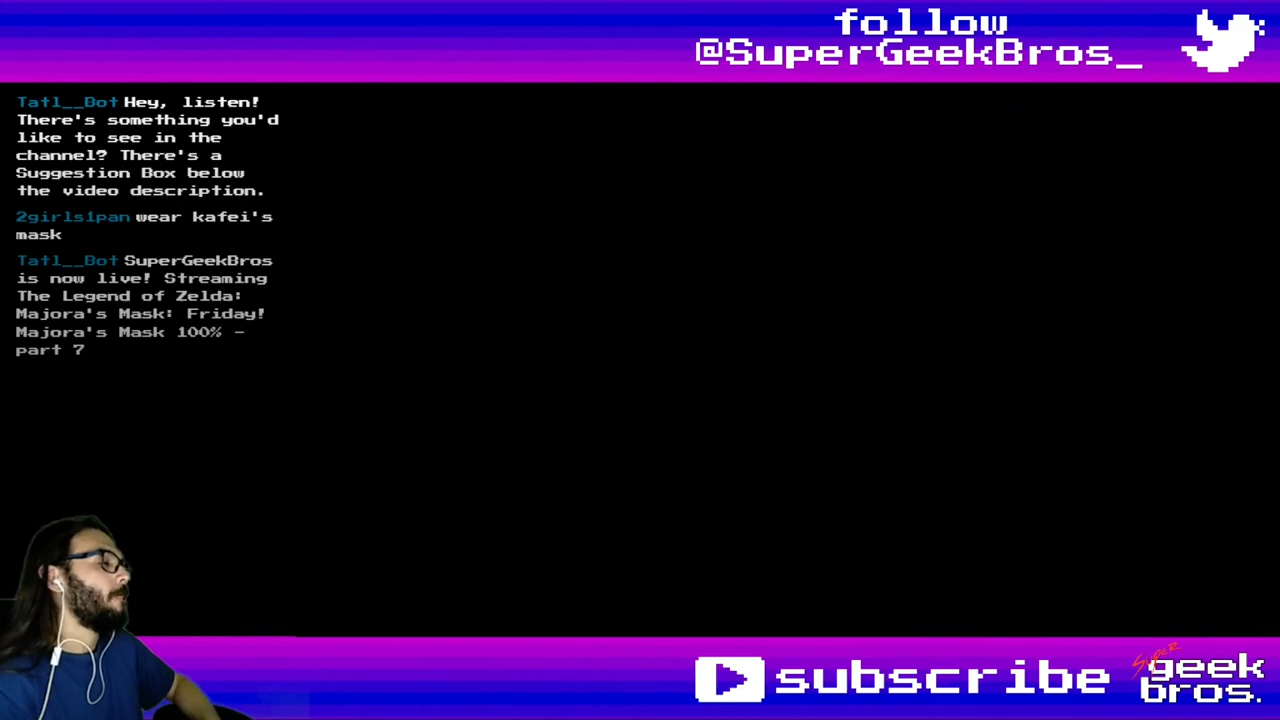 follow
@SuperGeekBros_
Tatl__Bot Hey, listen!
There's something you'd
like to see in the
channel? There's a
Suggestion Box below
the video description.
2girls1pan wear kafei's
mask
Tatl__Bot SuperGeekBros
is now live! Streaming
The Legend of Zelda:
Majora's Mask: Friday!
Majora's Mask 100% -
part 7
subscribe
SUPER
geek
bros.